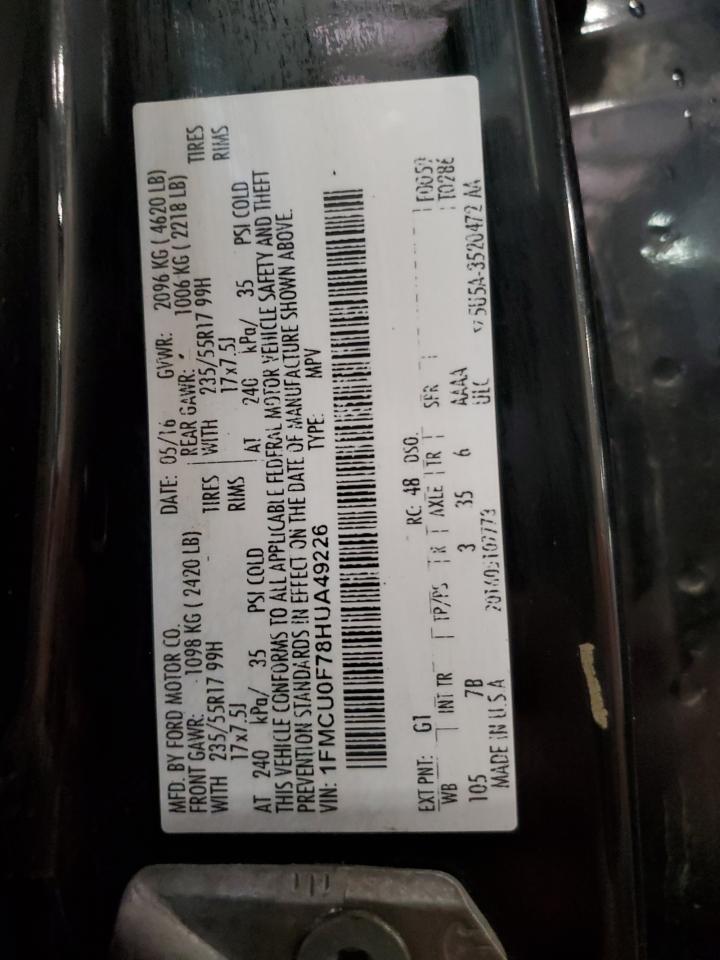 MFD. BY FORD MOTOR CO. DATE: 05/16 GVWR: 2096 KG ( 4620 LB)
FRONT GAWR: 1098 KG ( 2420 LB) REAR GAWR: 1006 KG ( 2218 LB)
WITH 235/55R17 99H TIRES WITH 235/55R17 99H TIRES
17x7.5J RIMS 17x7.5J RIMS
AT 240 kPa/ 35 PSI COLD AT 240 kPa/ 35 PSI COLD
THIS VEHICLE CONFORMS TO ALL APPLICABLE FEDERAL MOTOR VEHICLE SAFETY AND THEFT
PREVENTION STANDARDS IN EFFECT ON THE DATE OF MANUFACTURE SHOWN ABOVE.
VIN: 1FMCU0F78HUA49226 TYPE: MPV
EXT PNT: G1 RC: 48 DSO:
WB INT TR TP/PS R AXLE TR SPR F0059
105 7B 3 35 6 AAAA T0286
MADE IN U.S.A. ULC 5U5A-3520472 AA